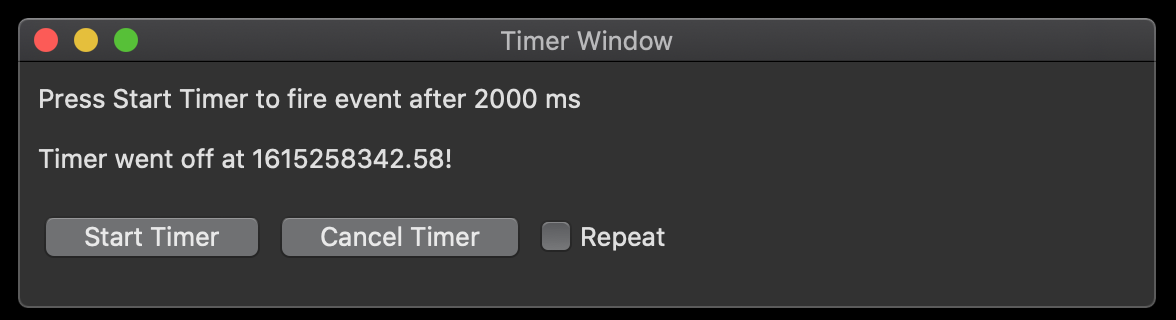 Timer Window
Press Start Timer to fire event after 2000 ms
Timer went off at 1615258342.58!
Start Timer Cancel Timer Repeat